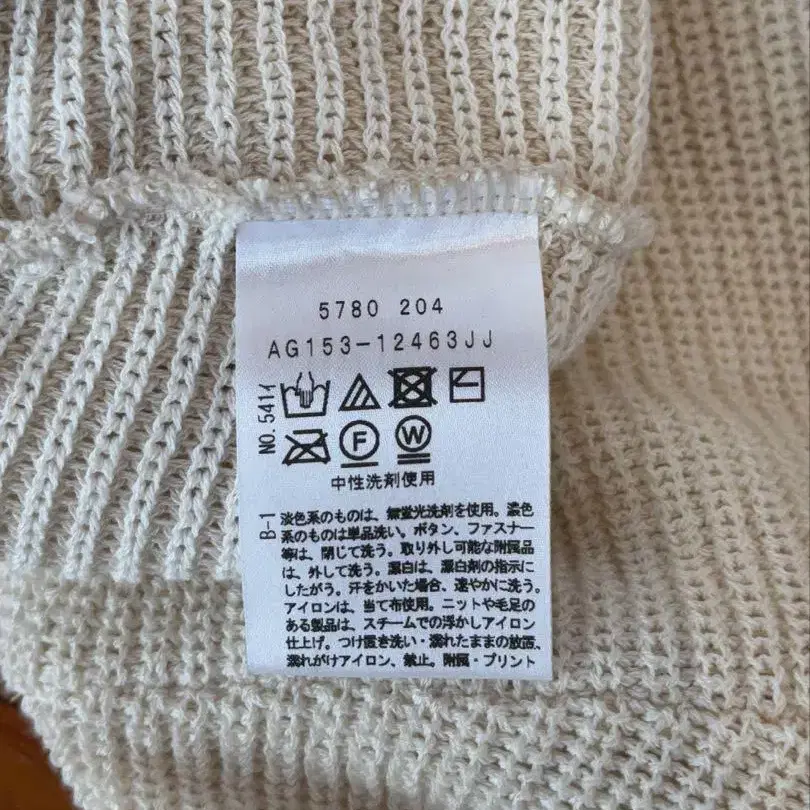 5780 204
AG153-12463JJ
NO.541イ
F
W
中性洗剤使用
B-1
淡色系のものは、無蛍光洗剤を使用。濃色
系のものは単品洗い。ボタン、ファスナー
等は、閉じて洗う。取り外し可能な附属品
は、外して洗う。漂白は、漂白剤の指示に
したがう。汗をかいた場合、速やかに洗う。
アイロンは、当て布使用。ニットや毛足の
ある製品は、スチームでの浮かしアイロン
仕上げ。つけ置き洗い・濡れたままの放置、
濡れがけアイロン、禁止。附属・プリント